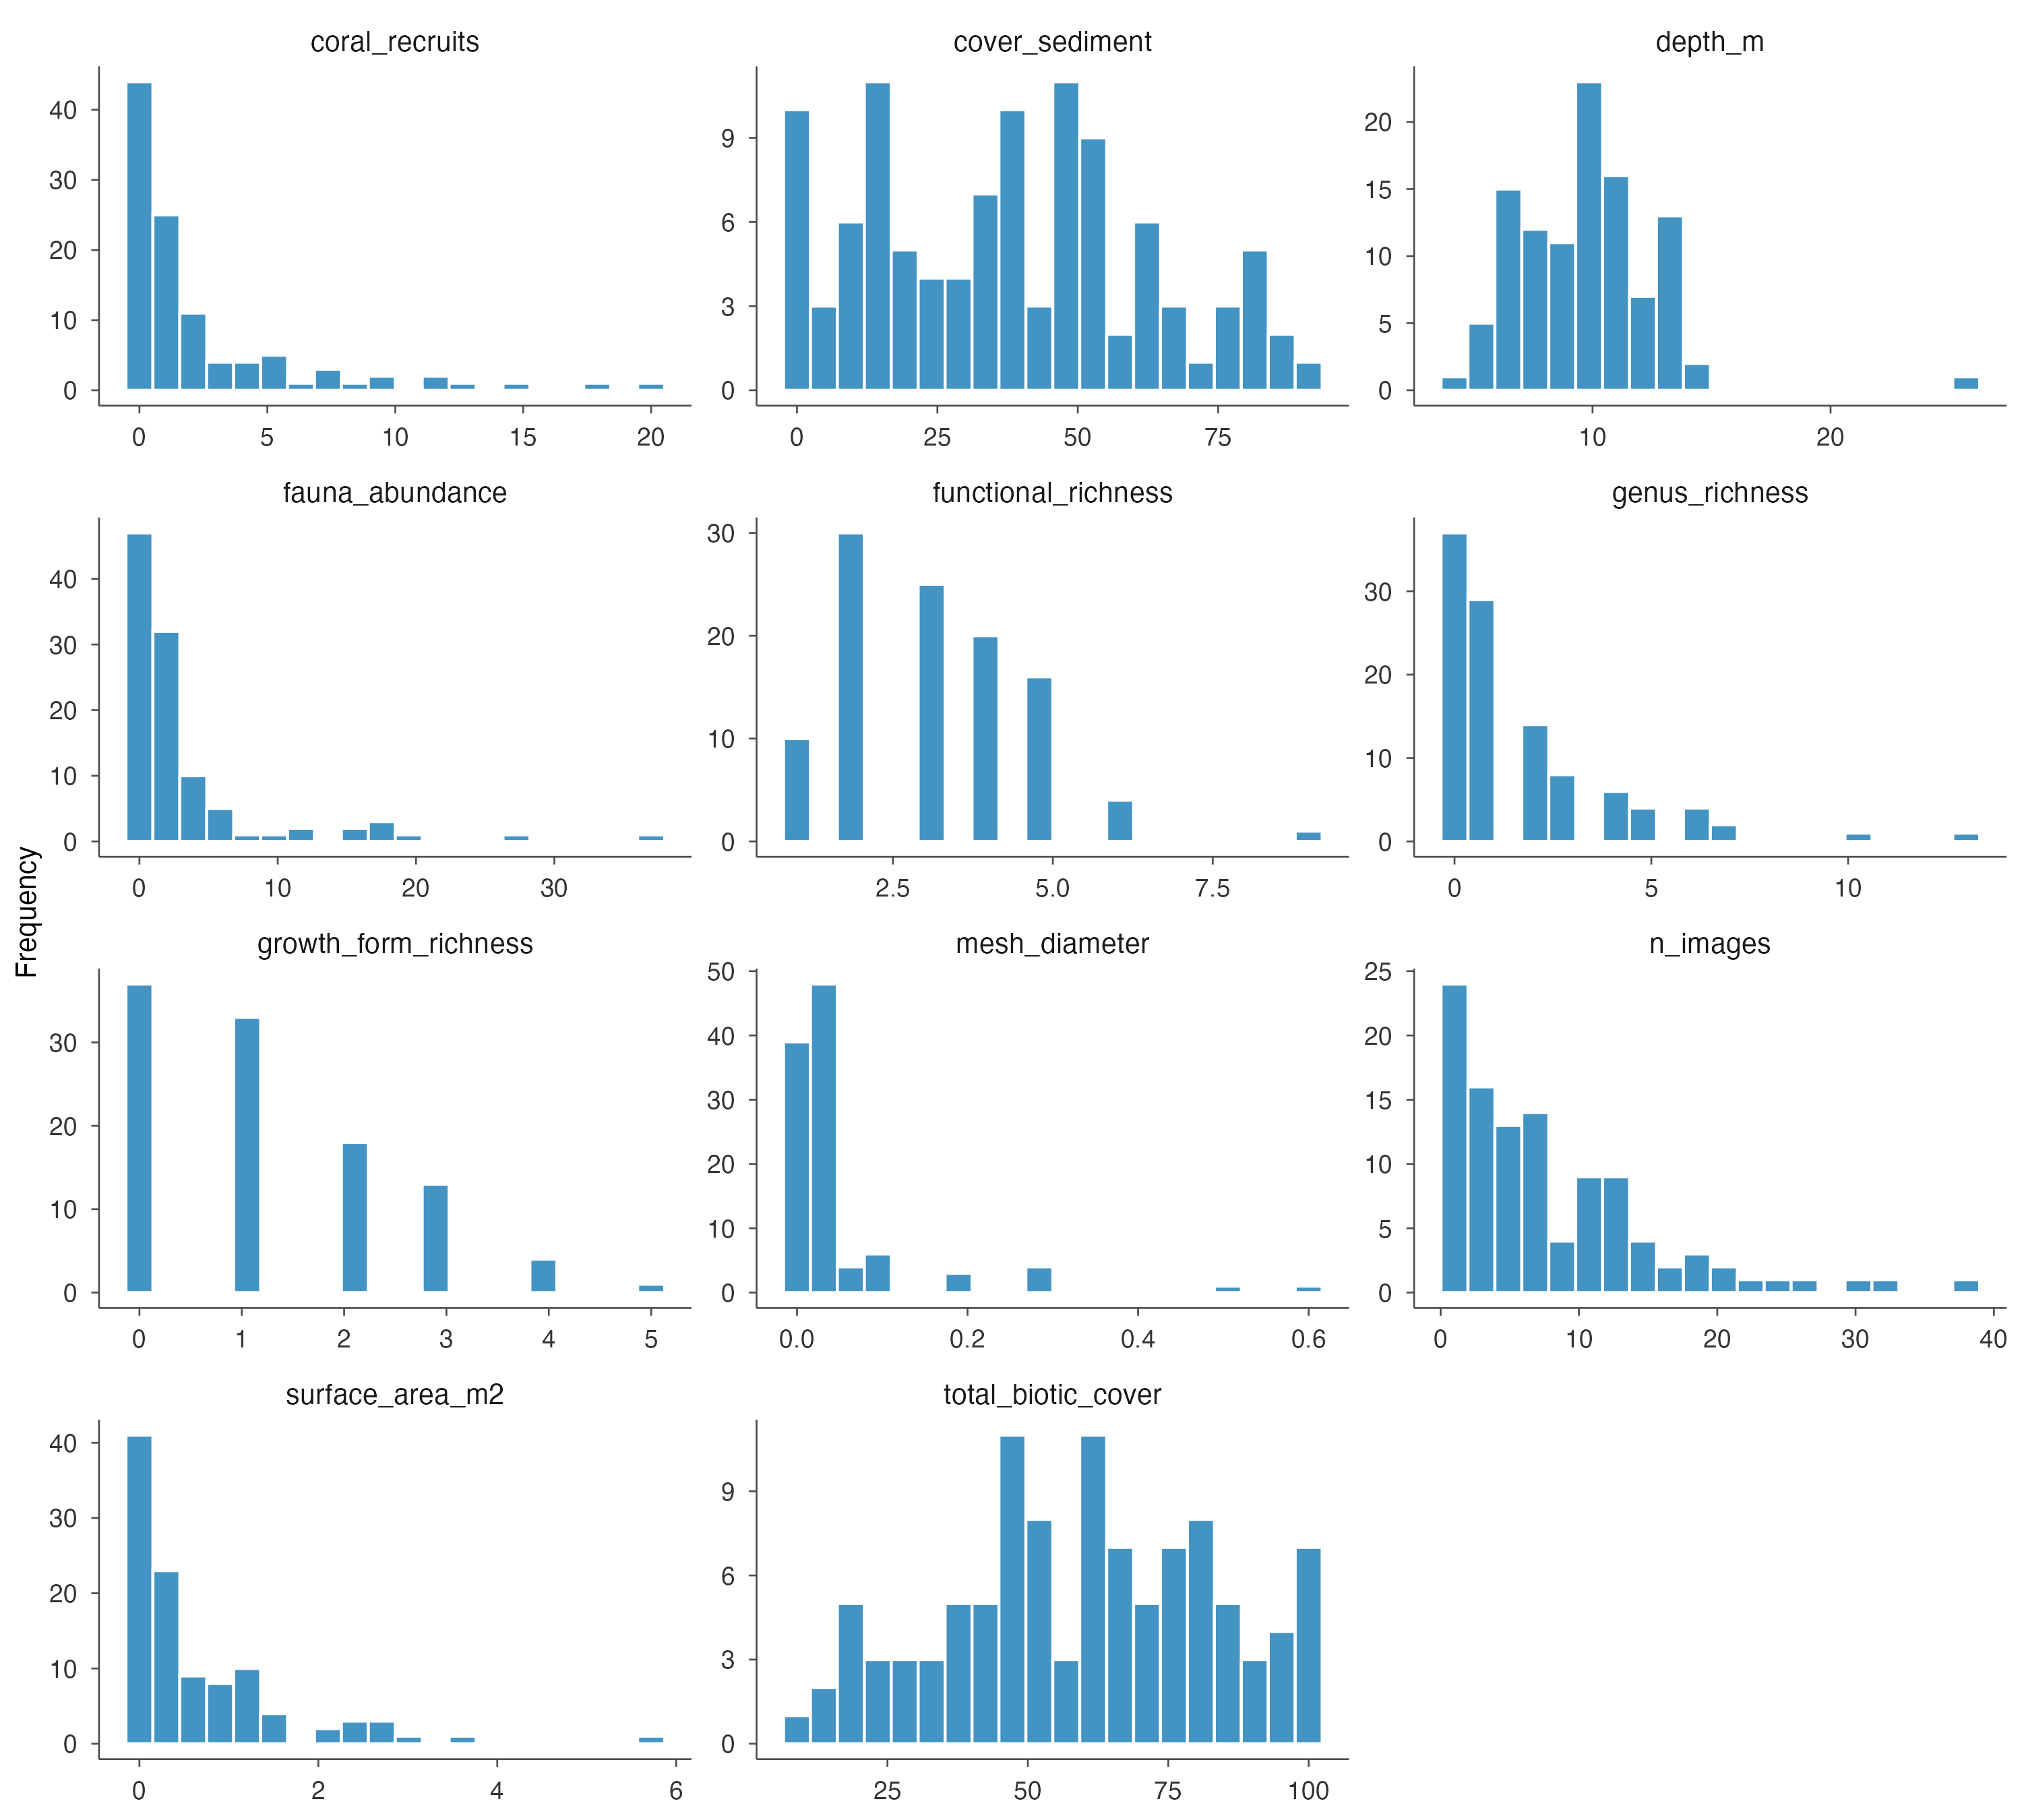 coral_recruits
cover_sediment
depth_m
40
30
20
10
0
0 5 10 15 20
9
6
3
0
0 25 50 75
20
15
10
5
0
10 20
fauna_abundance
functional_richness
genus_richness
40
30
20
10
0
0 10 20 30
30
20
10
0
2.5 5.0 7.5
30
20
10
0
0 5 10
Frequency
growth_form_richness
mesh_diameter
n_images
30
20
10
0
0 1 2 3 4 5
50
40
30
20
10
0
0.0 0.2 0.4 0.6
25
20
15
10
5
0
0 10 20 30 40
surface_area_m2
total_biotic_cover
40
30
20
10
0
0 2 4 6
9
6
3
0
25 50 75 100